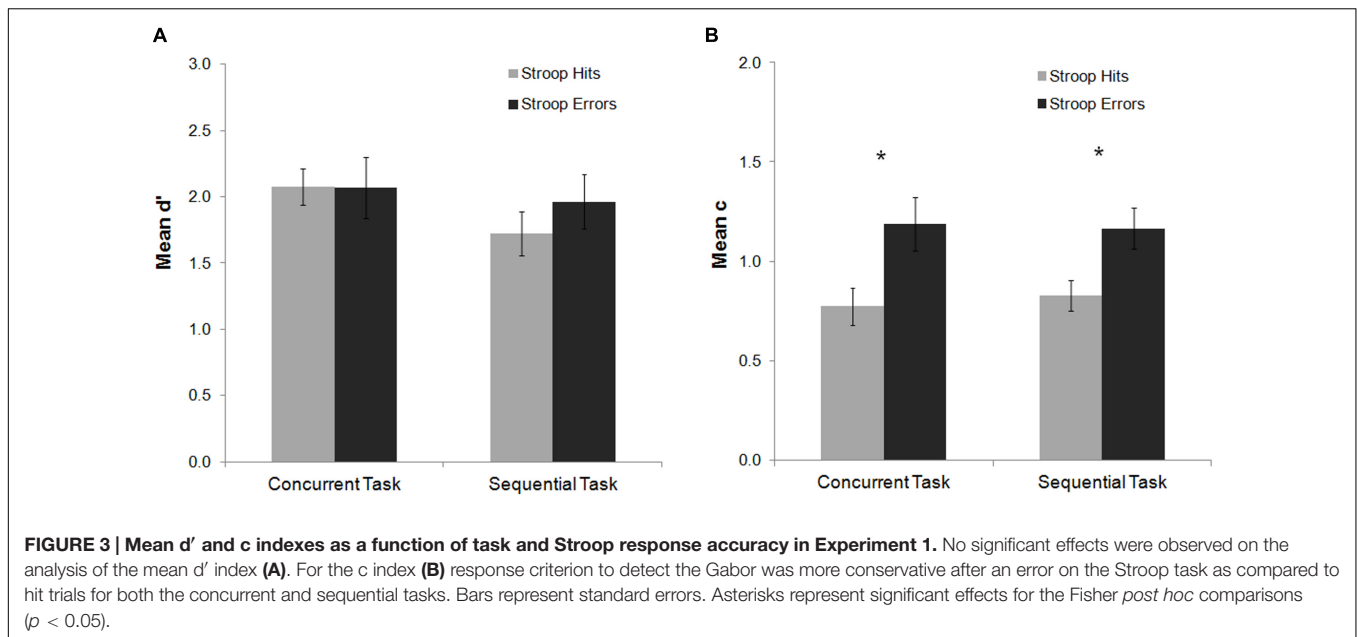 A
3.0
2.5
2.0
1.5
1.0
0.5
0.0
Mean d'
Stroop Hits
Stroop Errors
Concurrent Task
Sequential Task
B
2.0
1.5
1.0
0.5
0.0
Mean c
Stroop Hits
Stroop Errors
*
*
Concurrent Task
Sequential Task
FIGURE 3 | Mean d′ and c indexes as a function of task and Stroop response accuracy in Experiment 1. No significant effects were observed on the
analysis of the mean d′ index (A). For the c index (B) response criterion to detect the Gabor was more conservative after an error on the Stroop task as compared to
hit trials for both the concurrent and sequential tasks. Bars represent standard errors. Asterisks represent significant effects for the Fisher post hoc comparisons
(p < 0.05).